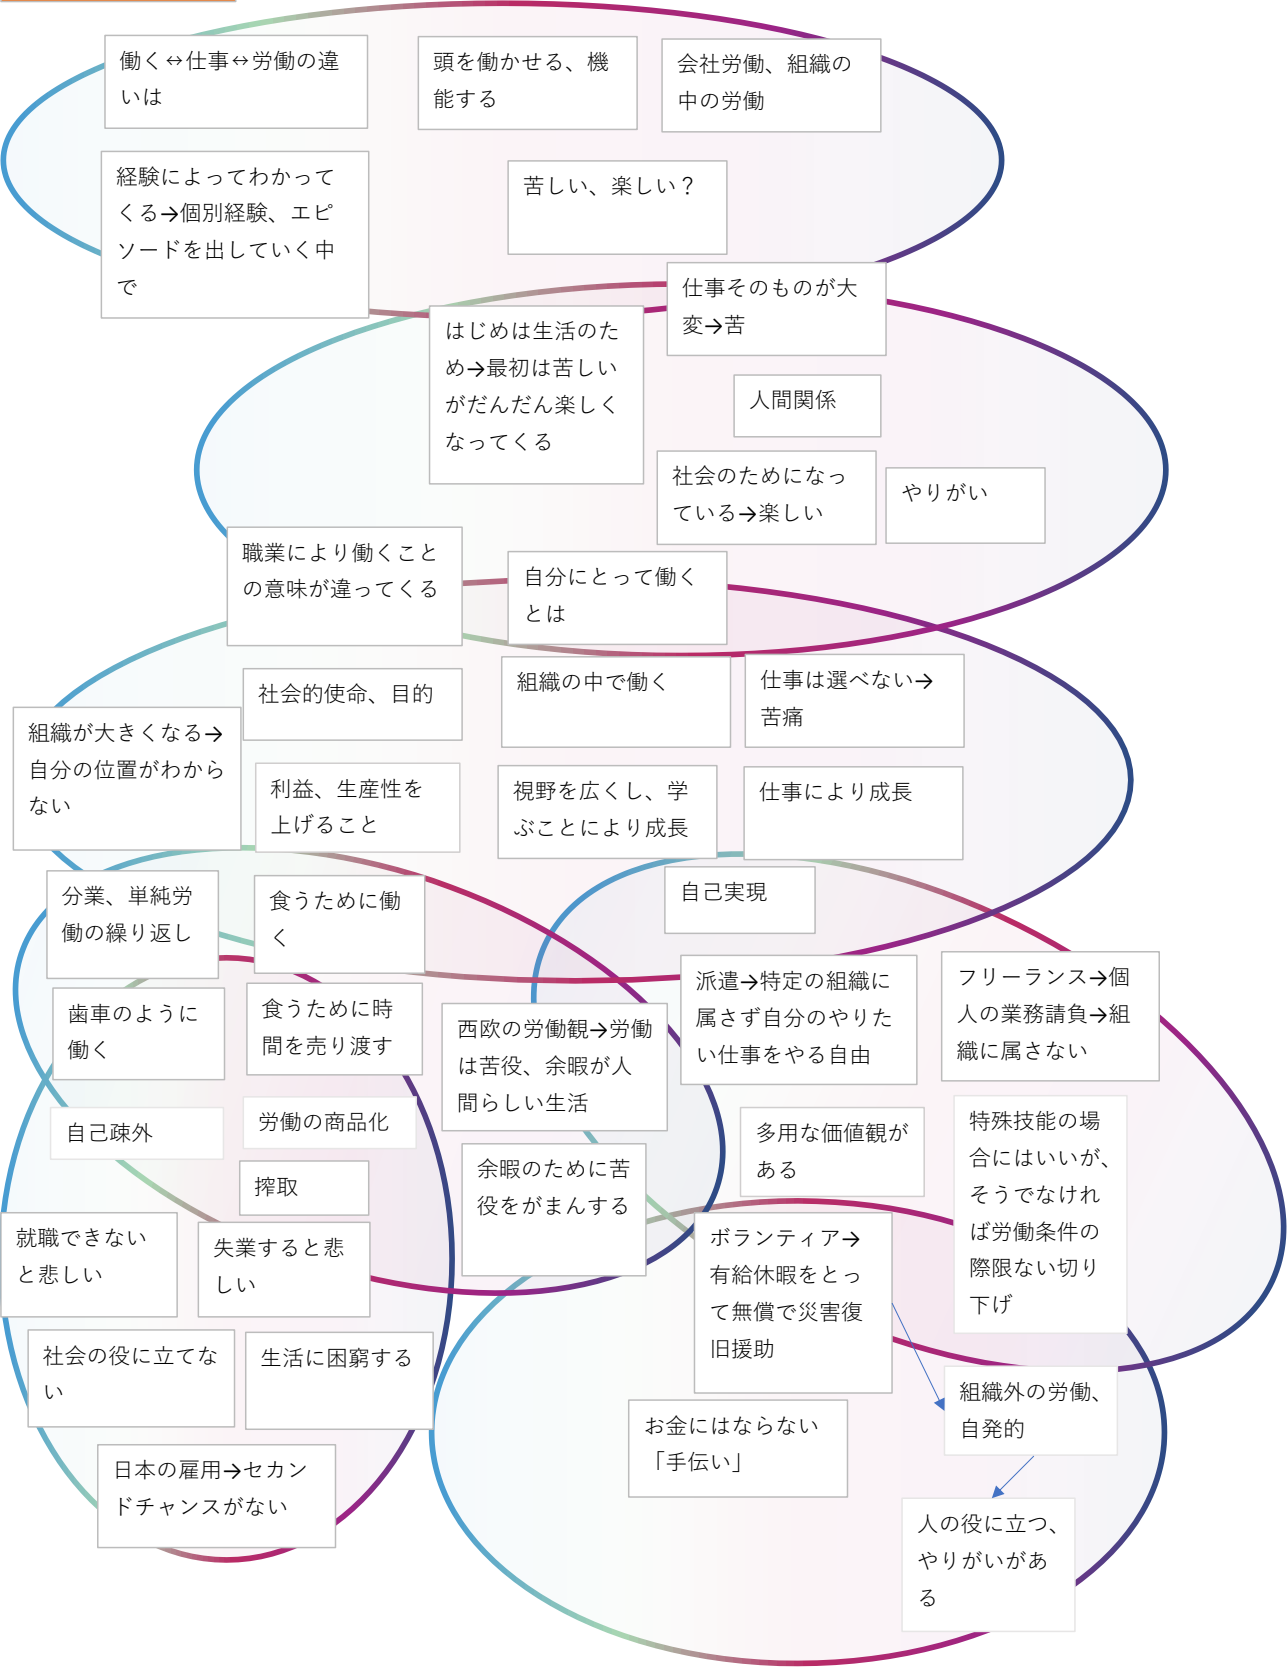 働く↔仕事↔労働の違
いは
頭を働かせる、機
能する
会社労働、組織の
中の労働
経験によってわかって
くる→個別経験、エピ
ソードを出していく中
で
苦しい、楽しい？
仕事そのものが大
変→苦
はじめは生活のた
め→最初は苦しい
がだんだん楽しく
なってくる
人間関係
社会のためになっ
ている→楽しい
やりがい
職業により働くこと
の意味が違ってくる
自分にとって働く
とは
社会的使命、目的
組織の中で働く
仕事は選べない→
苦痛
組織が大きくなる→
自分の位置がわから
ない
利益、生産性を
上げること
視野を広くし、学
ぶことにより成長
仕事により成長
分業、単純労
働の繰り返し
食うために働
く
自己実現
歯車のように
働く
食うために時
間を売り渡す
西欧の労働観→労働
は苦役、余暇が人
間らしい生活
派遣→特定の組織に
属さず自分のやりた
い仕事をやる自由
フリーランス→個
人の業務請負→組
織に属さない
自己疎外
労働の商品化
多用な価値観が
ある
特殊技能の場
合にはいいが、
そうでなけれ
ば労働条件の
際限ない切り
下げ
搾取
余暇のために苦
役をがまんする
就職できない
と悲しい
失業すると悲
しい
ボランティア→
有給休暇をとっ
て無償で災害復
旧援助
社会の役に立てな
い
生活に困窮する
組織外の労働、
自発的
お金にはならない
「手伝い」
日本の雇用→セカン
ドチャンスがない
人の役に立つ、
やりがいがあ
る